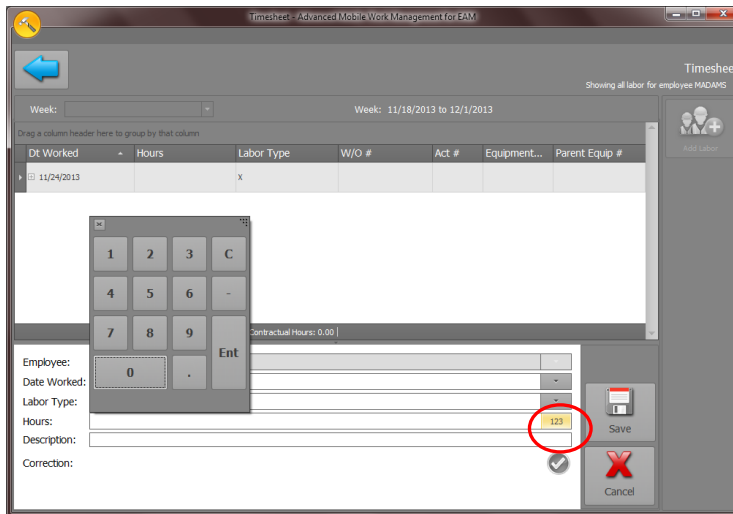 Timesheet - Advanced Mobile Work Management for EAM
Timeshee
Showing all labor for employee MADAMS
Week:
Week: 11/18/2013 to 12/1/2013
Drag a column header here to group by that column
Add Labor
Dt Worked Hours Labor Type W/O # Act # Equipment... Parent Equip #
11/24/2013 X
1 2 3 C
4 5 6 -
7 8 9 Ent
0 .
Contractual Hours: 0.00
Employee:
Date Worked:
Labor Type:
Hours: 123
Description:
Correction:
Save
Cancel